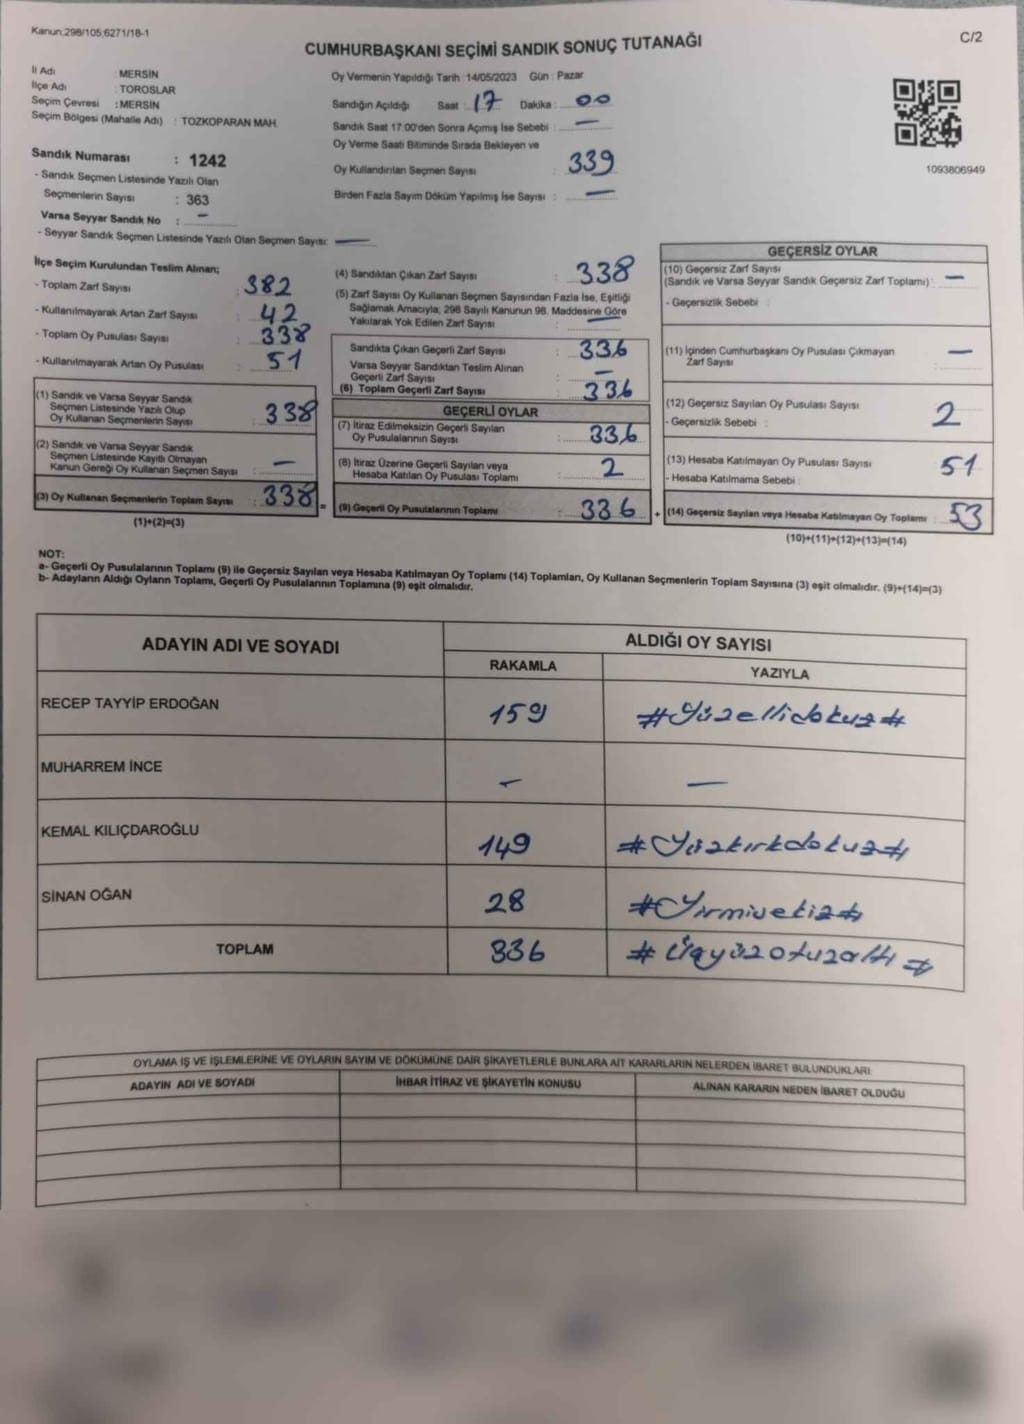 Kanun;298/105,6271/18-1
C/2
CUMHURBAŞKANI SEÇİMİ SANDIK SONUÇ TUTANAĞI
İl Adı : MERSİN
İlçe Adı : TOROSLAR
Seçim Çevresi : MERSİN
Seçim Bölgesi (Mahalle Adı) : TOZKOPARAN MAH.
Sandık Numarası : 1242
- Sandık Seçmen Listesinde Yazılı Olan
Seçmenlerin Sayısı : 363
Varsa Seyyar Sandık No : —
- Seyyar Sandık Seçmen Listesinde Yazılı Olan Seçmen Sayısı: —
Oy Vermenin Yapıldığı Tarih :14/05/2023 Gün : Pazar
Sandığın Açıldığı Saat : 17 Dakika : 00
Sandık Saat 17:00'den Sonra Açmış İse Sebebi : —
Oy Verme Saati Bitiminde Sırada Bekleyen ve
Oy Kullandırılan Seçmen Sayısı : 339
Birden Fazla Sayım Döküm Yapılmış İse Sayısı : —
1093806949
İlçe Seçim Kurulundan Teslim Alınan;
- Toplam Zarf Sayısı : 382
- Kullanılmayarak Artan Zarf Sayısı : 42
- Toplam Oy Pusulası Sayısı : 338
- Kullanılmayarak Artan Oy Pusulası : 51
(1) Sandık ve Varsa Seyyar Sandık
Seçmen Listesinde Yazılı Olup
Oy Kullanan Seçmenlerin Sayısı : 338
(2) Sandık ve Varsa Seyyar Sandık
Seçmen Listesinde Kayıtlı Olmayan
Kanun Gereği Oy Kullanan Seçmen Sayısı : —
(3) Oy Kullanan Seçmenlerin Toplam Sayısı : 338 =
(1)+(2)=(3)
(4) Sandıktan Çıkan Zarf Sayısı : 338
(5) Zarf Sayısı Oy Kullanan Seçmen Sayısından Fazla İse, Eşitliği
Sağlamak Amacıyla; 298 Sayılı Kanunun 98. Maddesine Göre
Yakılarak Yok Edilen Zarf Sayısı : —
Sandıkta Çıkan Geçerli Zarf Sayısı : 336
Varsa Seyyar Sandıktan Teslim Alınan
Geçerli Zarf Sayısı : —
(6) Toplam Geçerli Zarf Sayısı : 336
GEÇERLİ OYLAR
(7) İtiraz Edilmeksizin Geçerli Sayılan
Oy Pusulalarının Sayısı : 336
(8) İtiraz Üzerine Geçerli Sayılan veya
Hesaba Katılan Oy Pusulası Toplamı : 2
(9) Geçerli Oy Pusulalarının Toplamı : 336 +
GEÇERSİZ OYLAR
(10) Geçersiz Zarf Sayısı
(Sandık ve Varsa Seyyar Sandık Geçersiz Zarf Toplamı) : —
- Geçersizlik Sebebi :
(11) İçinden Cumhurbaşkanı Oy Pusulası Çıkmayan
Zarf Sayısı : —
(12) Geçersiz Sayılan Oy Pusulası Sayısı : 2
- Geçersizlik Sebebi :
(13) Hesaba Katılmayan Oy Pusulası Sayısı : 51
- Hesaba Katılmama Sebebi :
(14) Geçersiz Sayılan veya Hesaba Katılmayan Oy Toplamı : 53
(10)+(11)+(12)+(13)=(14)
NOT:
a- Geçerli Oy Pusulalarının Toplamı (9) ile Geçersiz Sayılan veya Hesaba Katılmayan Oy Toplamı (14) Toplamları, Oy Kullanan Seçmenlerin Toplam Sayısına (3) eşit olmalıdır. (9)+(14)=(3)
b- Adayların Aldığı Oyların Toplamı, Geçerli Oy Pusulalarının Toplamına (9) eşit olmalıdır.
ADAYIN ADI VE SOYADI
ALDIĞI OY SAYISI
RAKAMLA YAZIYLA
RECEP TAYYİP ERDOĞAN 159 #Yüzellidokuz#
MUHARREM İNCE — —
KEMAL KILIÇDAROĞLU 149 #Yüzkırkdokuz#
SİNAN OĞAN 28 #Yirmisekiz#
TOPLAM 336 #Üçyüzotuzaltı#
OYLAMA İŞ VE İŞLEMLERİNE VE OYLARIN SAYIM VE DÖKÜMÜNE DAİR ŞİKAYETLERLE BUNLARA AİT KARARLARIN NELERDEN İBARET BULUNDUKLARI
ADAYIN ADI VE SOYADI İHBAR İTİRAZ VE ŞİKAYETİN KONUSU ALINAN KARARIN NEDEN İBARET OLDUĞU